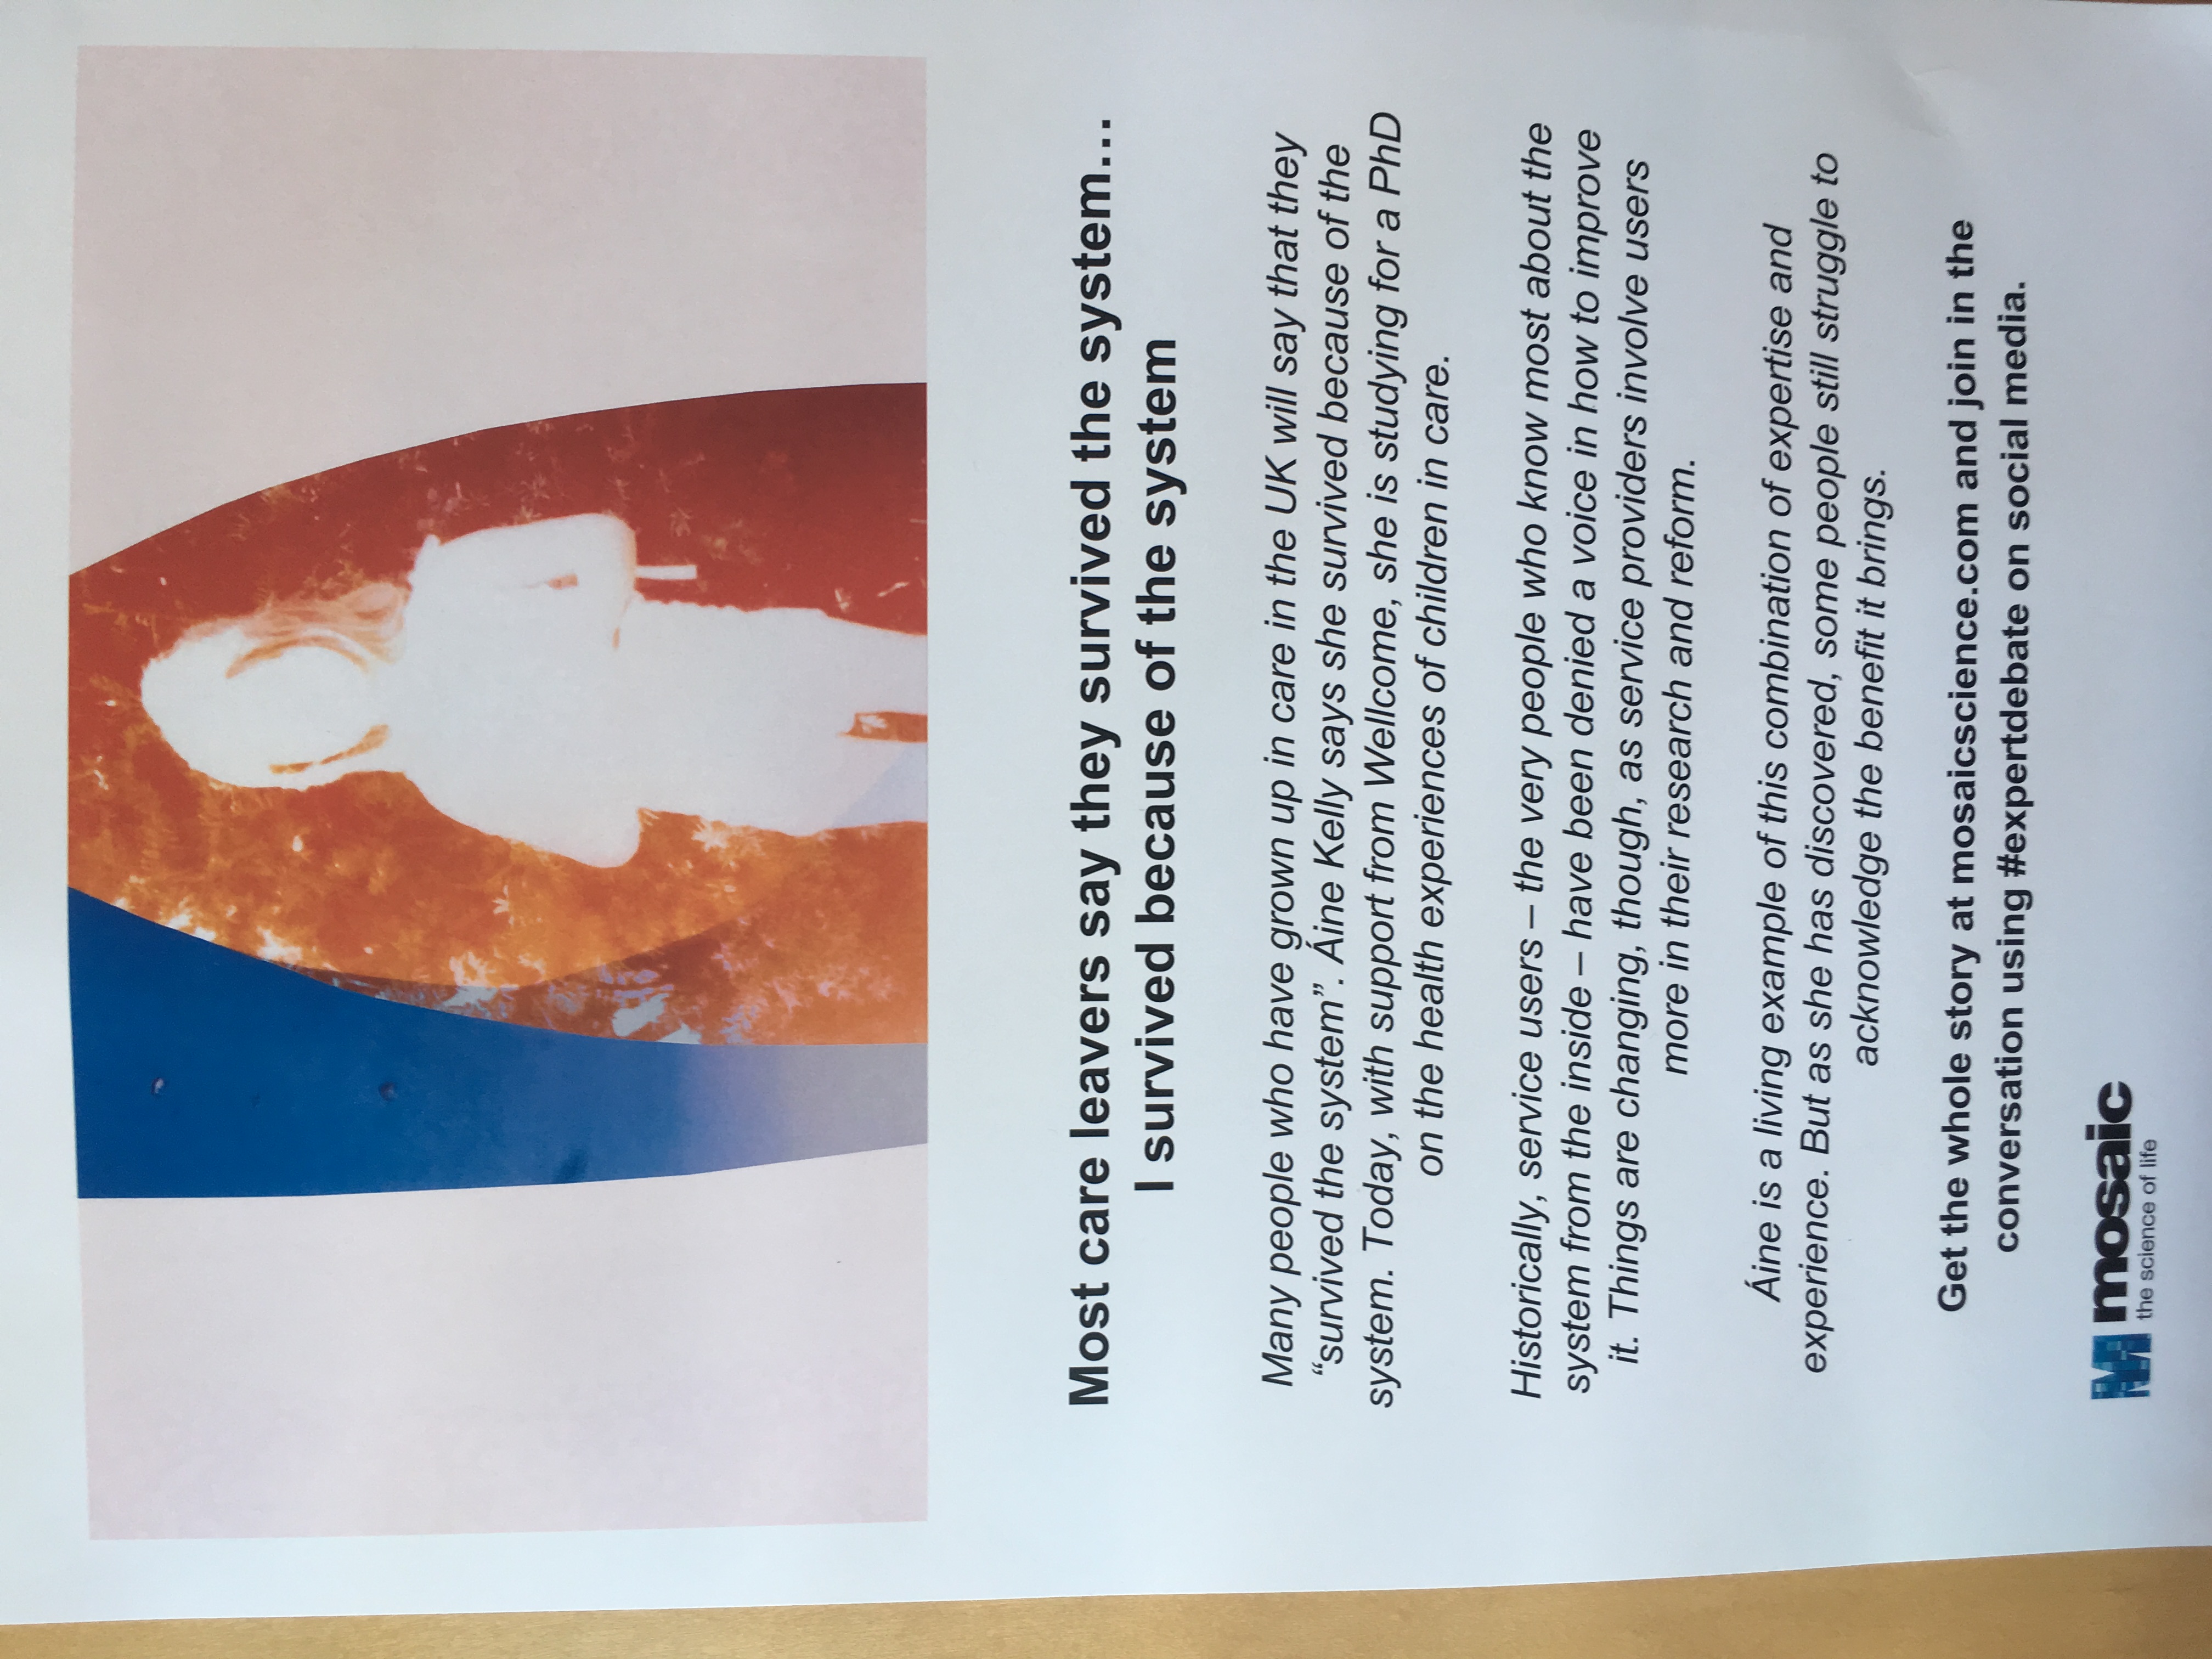 Most care leavers say they survived the system…
I survived because of the system
Many people who have grown up in care in the UK will say that they
“survived the system”. Áine Kelly says she survived because of the
system. Today, with support from Wellcome, she is studying for a PhD
on the health experiences of children in care.
Historically, service users – the very people who know most about the
system from the inside – have been denied a voice in how to improve
it. Things are changing, though, as service providers involve users
more in their research and reform.
Áine is a living example of this combination of expertise and
experience. But as she has discovered, some people still struggle to
acknowledge the benefit it brings.
Get the whole story at mosaicscience.com and join in the
conversation using #expertdebate on social media.
M mosaic
the science of life